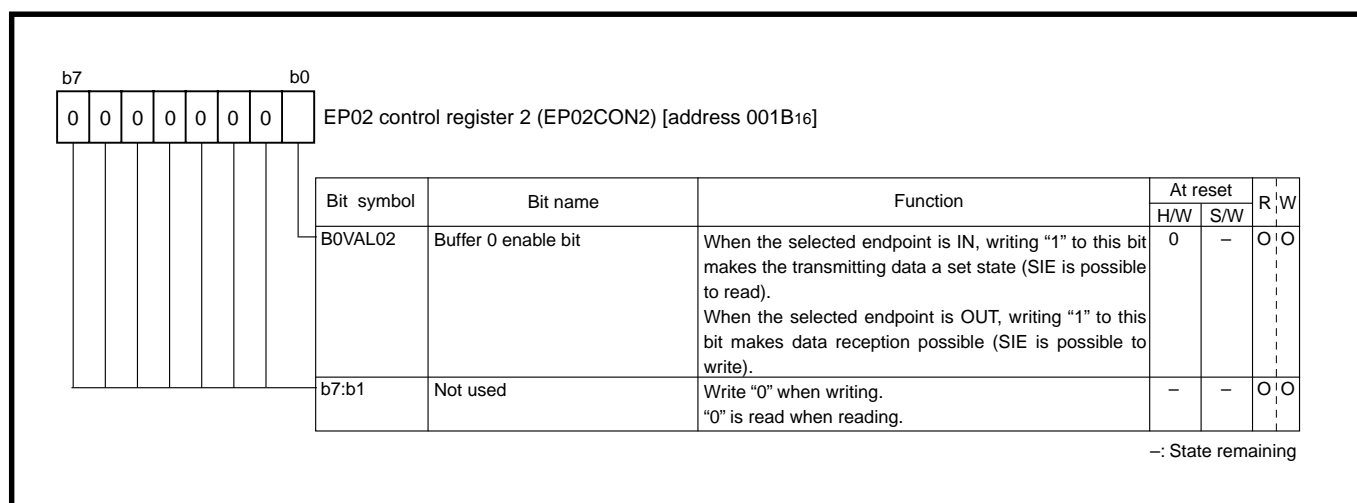 b7 b0
0 0 0 0 0 0 0 EP02 control register 2 (EP02CON2) [address 001B16]
Bit symbol Bit name Function At reset R W
H/W S/W
B0VAL02 Buffer 0 enable bit When the selected endpoint is IN, writing “1” to this bit 0 – O O
makes the transmitting data a set state (SIE is possible
to read).
When the selected endpoint is OUT, writing “1” to this
bit makes data reception possible (SIE is possible to
write).
b7:b1 Not used Write “0” when writing. – – O O
“0” is read when reading.
–: State remaining